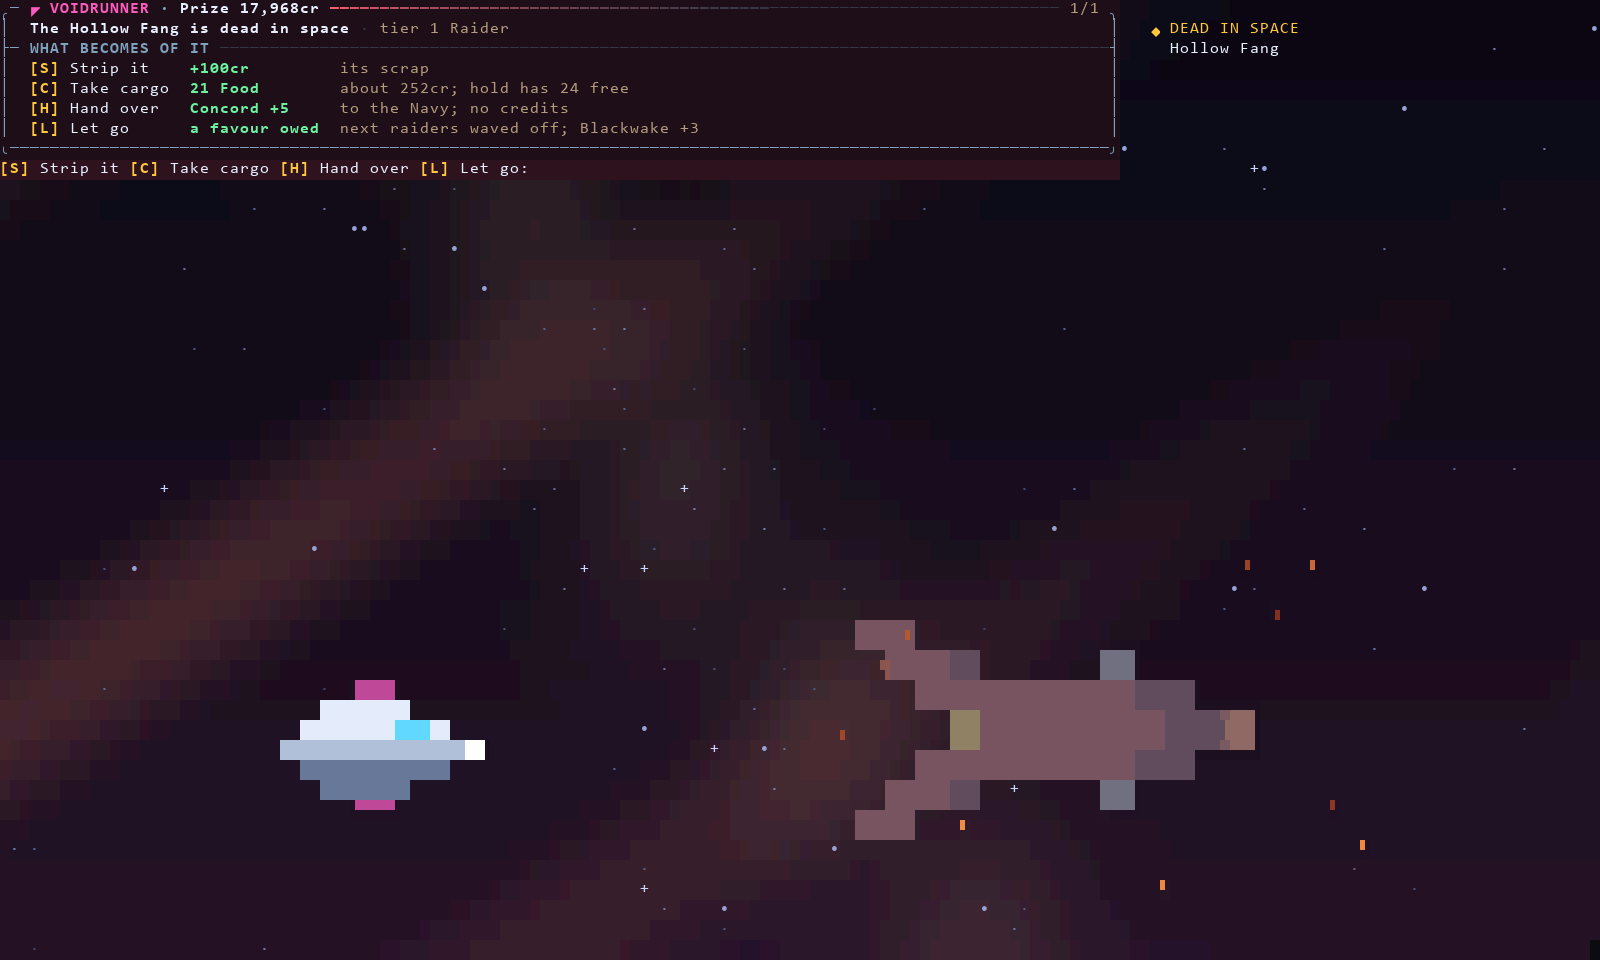 VOIDRUNNER · Prize 17,968cr 1/1
The Hollow Fang is dead in space · tier 1 Raider
WHAT BECOMES OF IT
[S] Strip it +100cr its scrap
[C] Take cargo 21 Food about 252cr; hold has 24 free
[H] Hand over Concord +5 to the Navy; no credits
[L] Let go a favour owed next raiders waved off; Blackwake +3
[S] Strip it [C] Take cargo [H] Hand over [L] Let go:
◆ DEAD IN SPACE
Hollow Fang